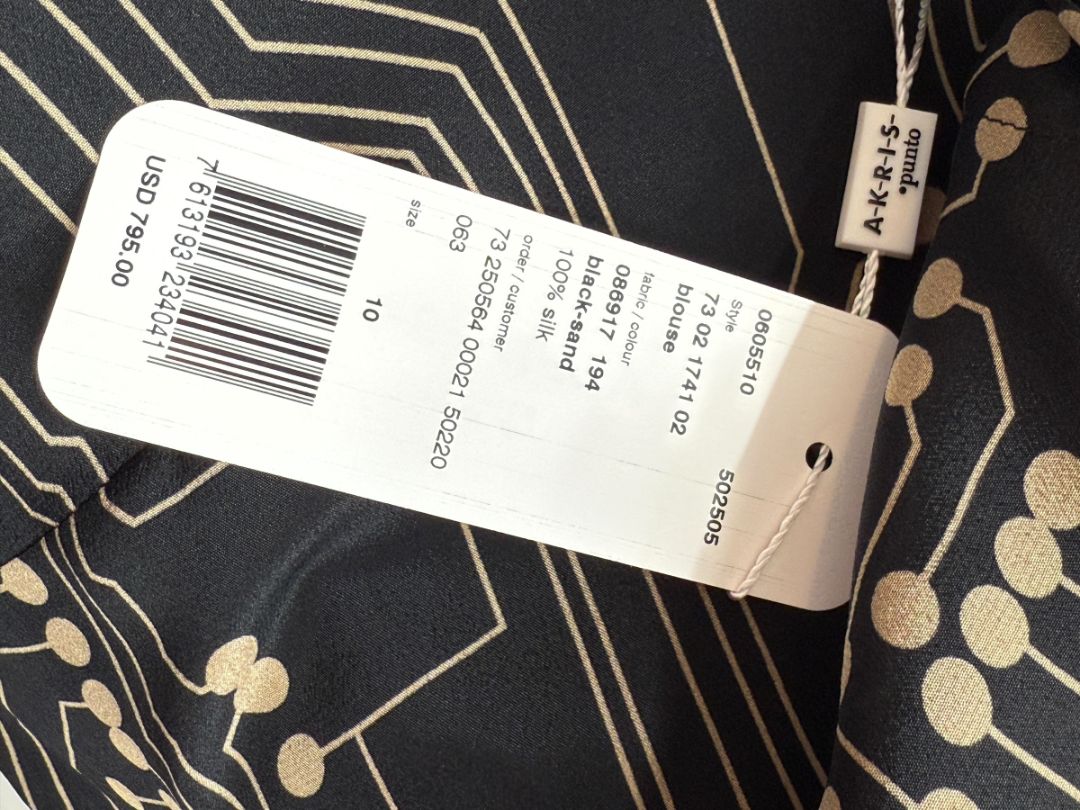 A-K-R-I-S-
punto
0605510 502505
style
73 02 1741 02
blouse
fabric / colour
086917 194
black-sand
100% silk
order / customer
73 250564 00021 50220
063
size
10
7 613193 234041
USD 795.00